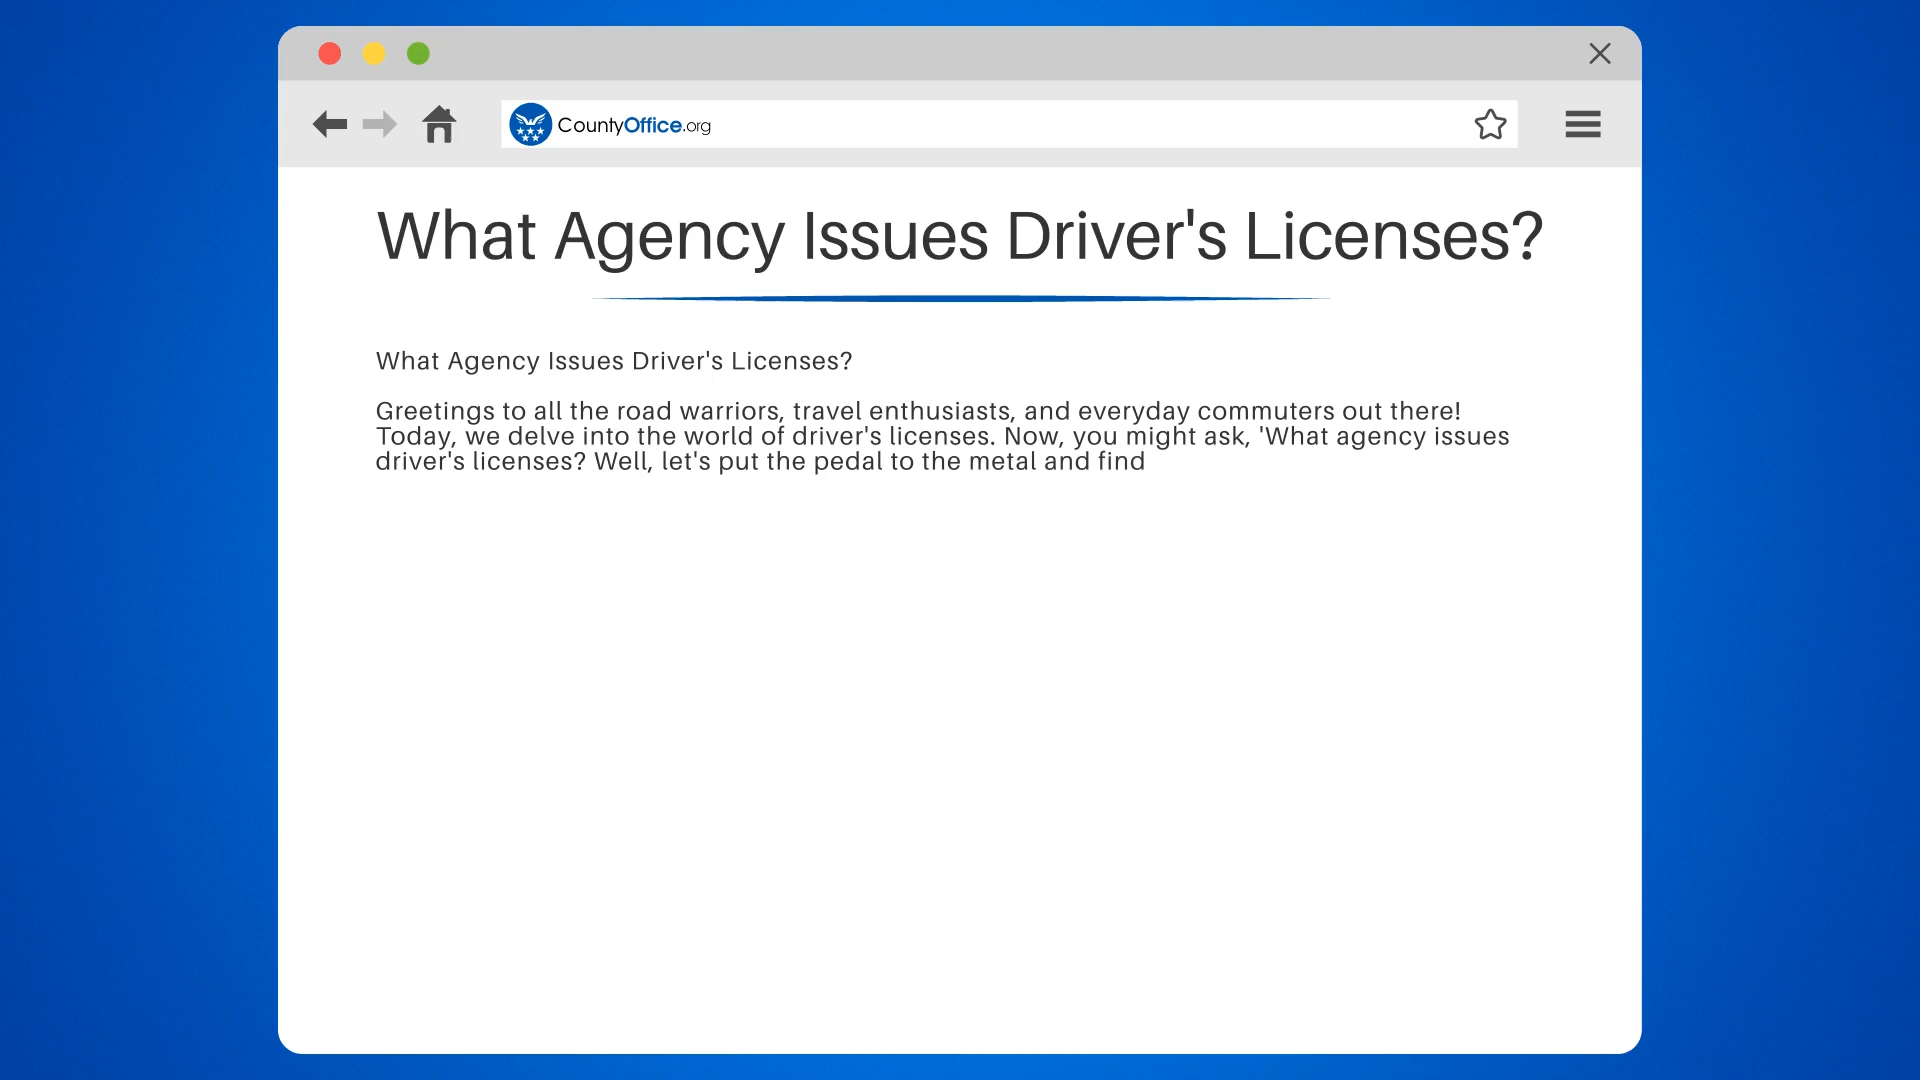 CountyOffice.org
What Agency Issues Driver's Licenses?
What Agency Issues Driver's Licenses?
Greetings to all the road warriors, travel enthusiasts, and everyday commuters out there!
Today, we delve into the world of driver's licenses. Now, you might ask, 'What agency issues
driver's licenses? Well, let's put the pedal to the metal and find